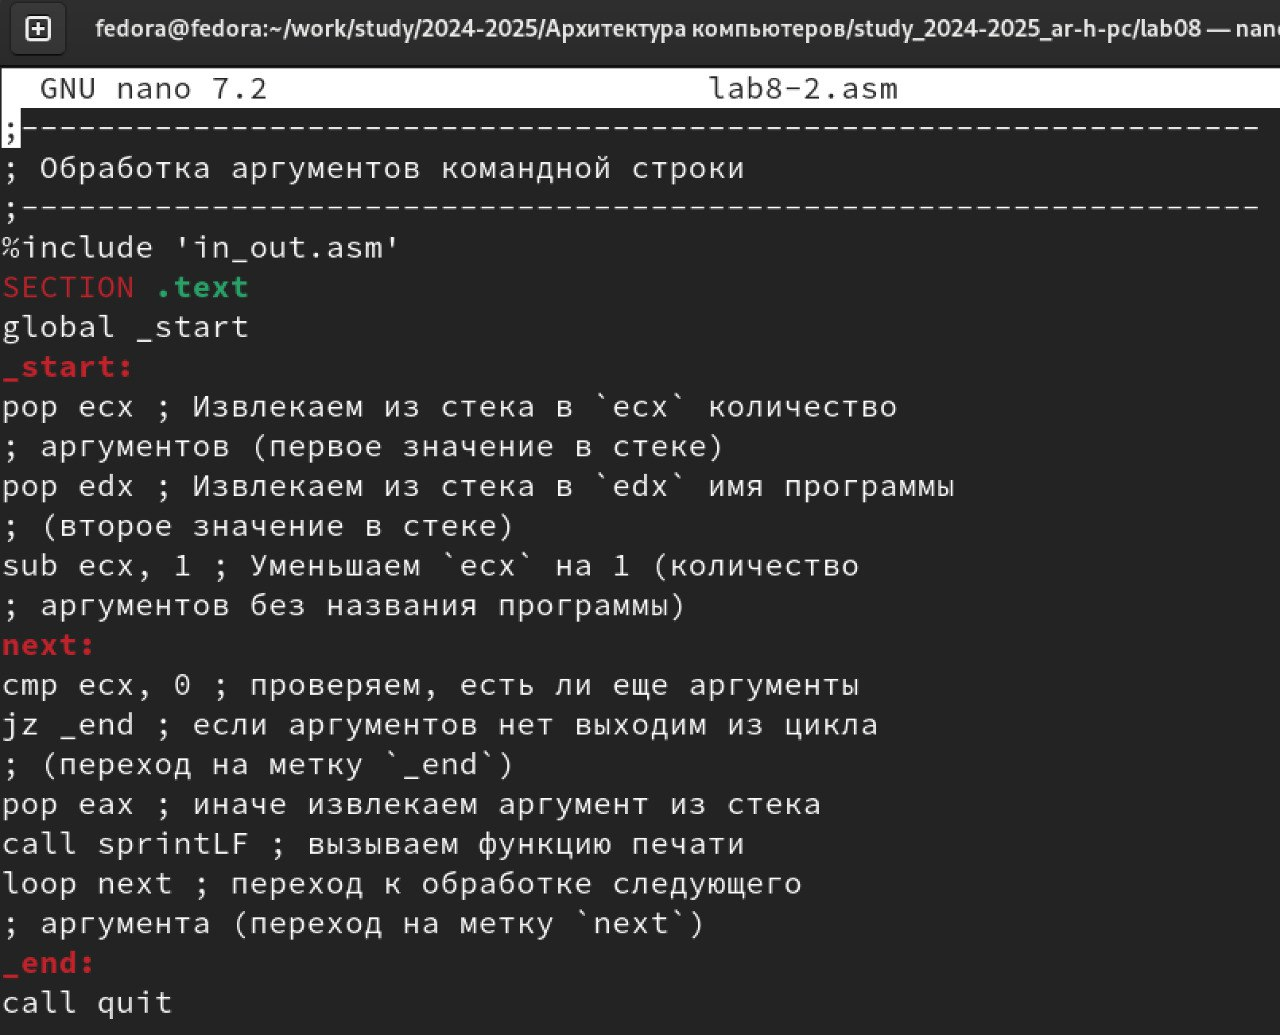 fedora@fedora:~/work/study/2024-2025/Архитектура компьютеров/study_2024-2025_ar-h-pc/lab08 — nano
GNU nano 7.2 lab8-2.asm
;-----------------------------------------------------------------
; Обработка аргументов командной строки
;-----------------------------------------------------------------
%include 'in_out.asm'
SECTION .text
global _start
_start:
pop ecx ; Извлекаем из стека в `ecx` количество
; аргументов (первое значение в стеке)
pop edx ; Извлекаем из стека в `edx` имя программы
; (второе значение в стеке)
sub ecx, 1 ; Уменьшаем `ecx` на 1 (количество
; аргументов без названия программы)
next:
cmp ecx, 0 ; проверяем, есть ли еще аргументы
jz _end ; если аргументов нет выходим из цикла
; (переход на метку `_end`)
pop eax ; иначе извлекаем аргумент из стека
call sprintLF ; вызываем функцию печати
loop next ; переход к обработке следующего
; аргумента (переход на метку `next`)
_end:
call quit